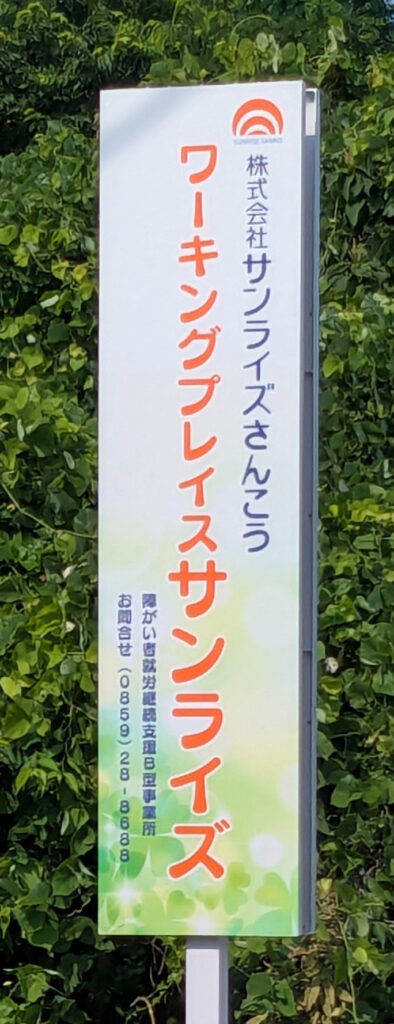 SUNRISE SANKO
株式会社サンライズさんこう
ワーキングプレイスサンライズ
障がい者就労継続支援B型事業所
お問合せ(0859)28-8688